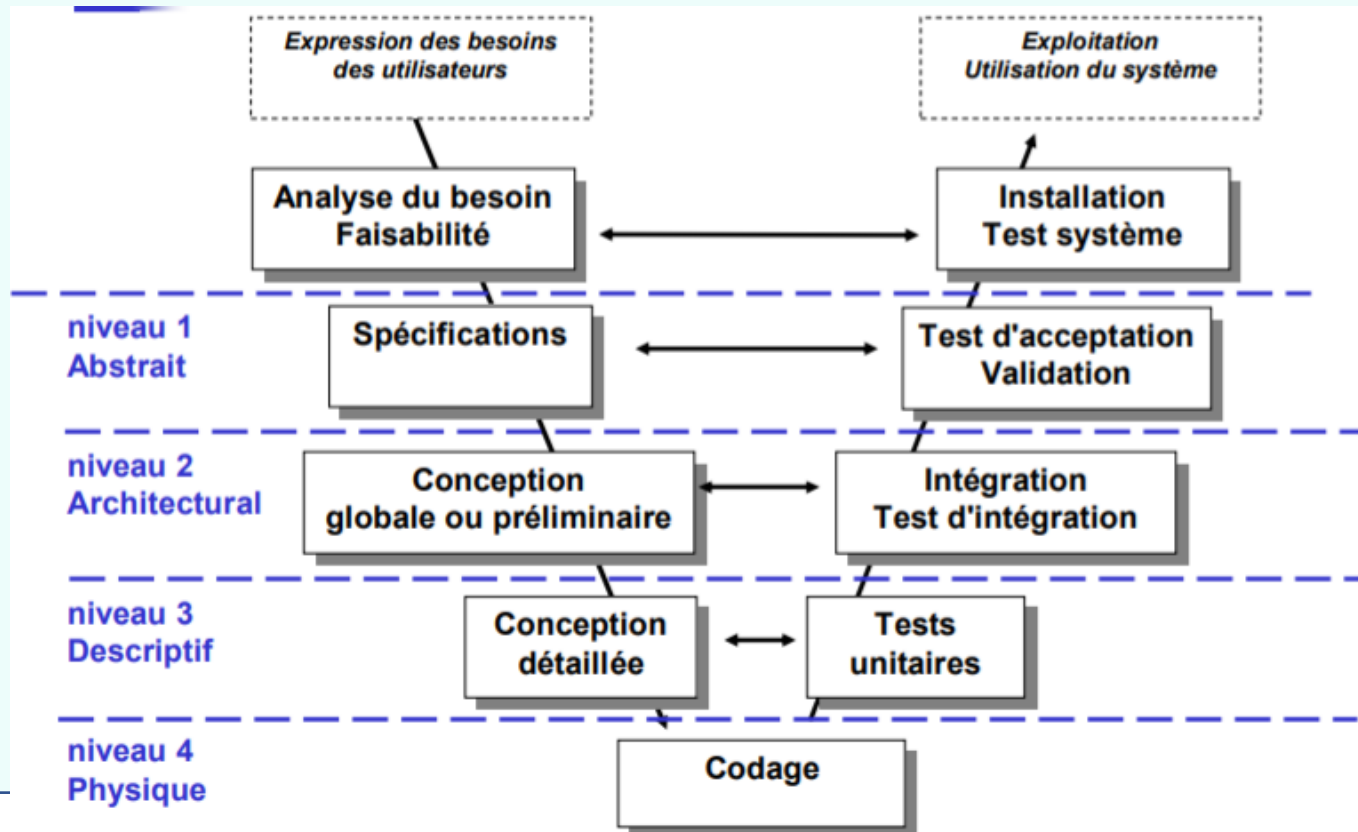 Expression des besoins
des utilisateurs
Exploitation
Utilisation du système
Analyse du besoin
Faisabilité
Installation
Test système
niveau 1
Abstrait
Spécifications
Test d'acceptation
Validation
niveau 2
Architectural
Conception
globale ou préliminaire
Intégration
Test d'intégration
niveau 3
Descriptif
Conception
détaillée
Tests
unitaires
niveau 4
Physique
Codage